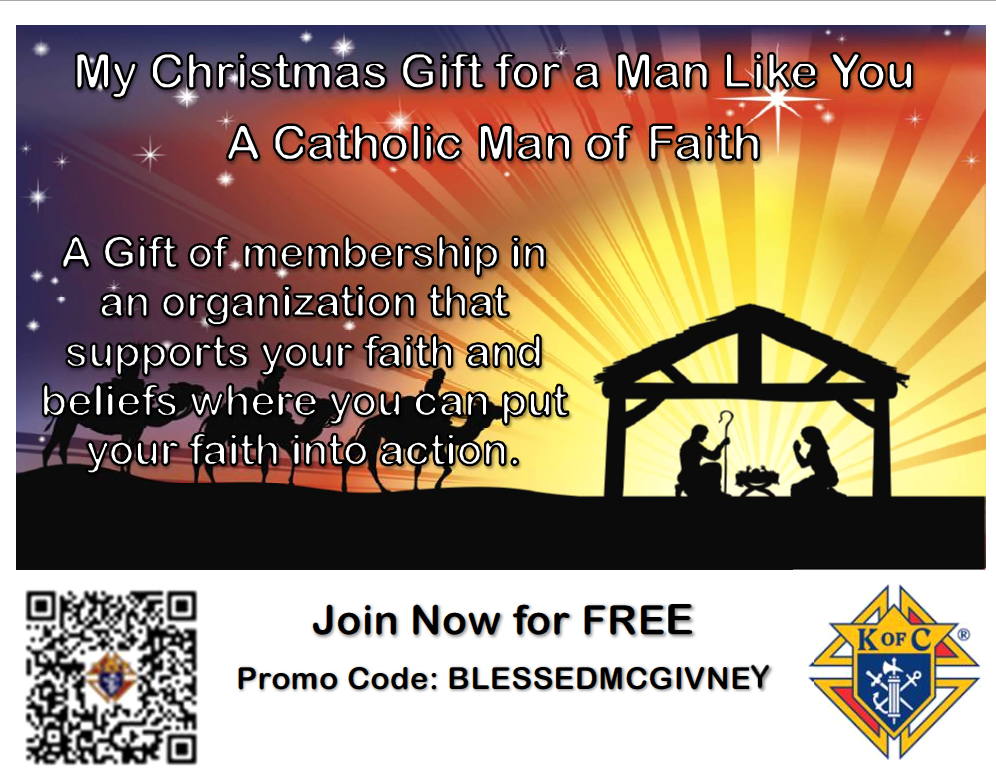 My Christmas Gift for a Man Like You
A Catholic Man of Faith
A Gift of membership in
an organization that
supports your faith and
beliefs where you can put
your faith into action.
Join Now for FREE
Promo Code: BLESSEDMCGIVNEY
K OF C ®